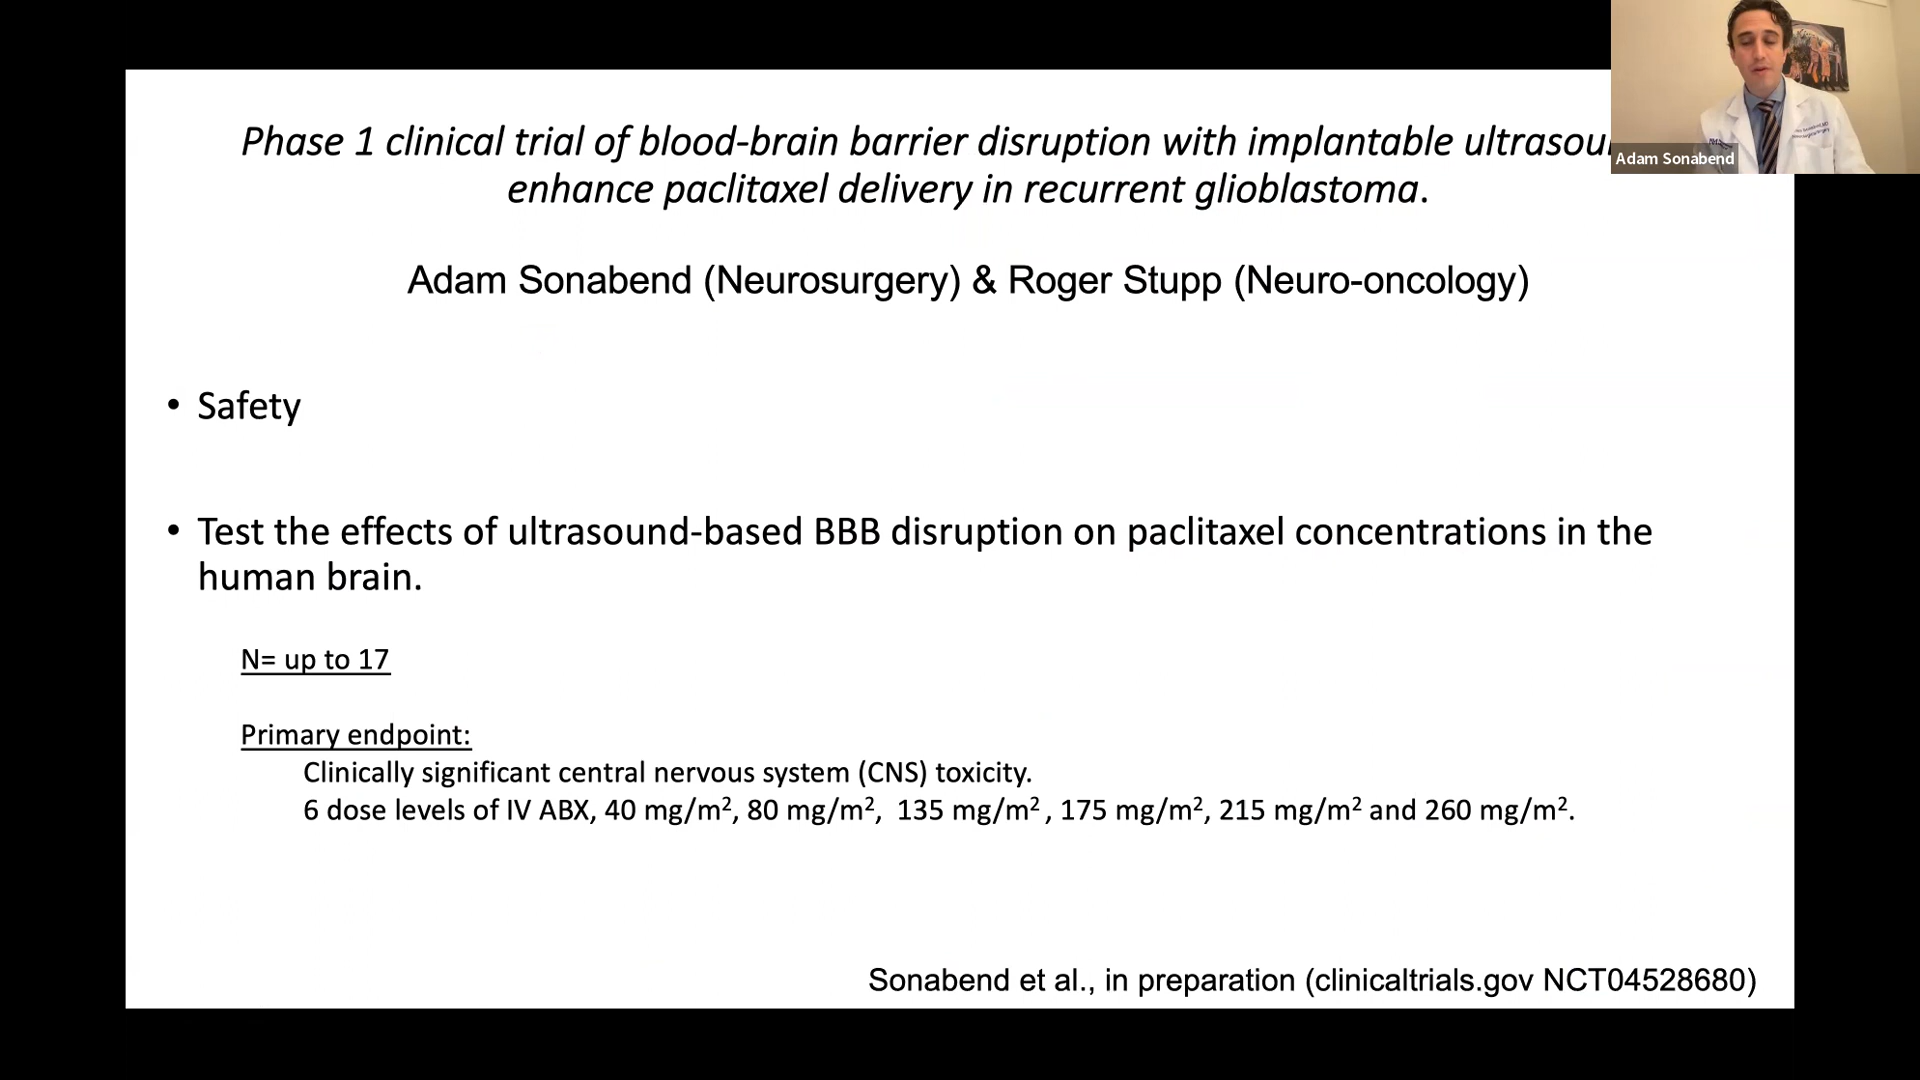 Phase 1 clinical trial of blood-brain barrier disruption with implantable ultrasou
enhance paclitaxel delivery in recurrent glioblastoma.
Adam Sonabend
Adam Sonabend (Neurosurgery) & Roger Stupp (Neuro-oncology)
• Safety
• Test the effects of ultrasound-based BBB disruption on paclitaxel concentrations in the
human brain.
N= up to 17
Primary endpoint:
Clinically significant central nervous system (CNS) toxicity.
6 dose levels of IV ABX, 40 mg/m², 80 mg/m², 135 mg/m² , 175 mg/m², 215 mg/m² and 260 mg/m².
Sonabend et al., in preparation (clinicaltrials.gov NCT04528680)